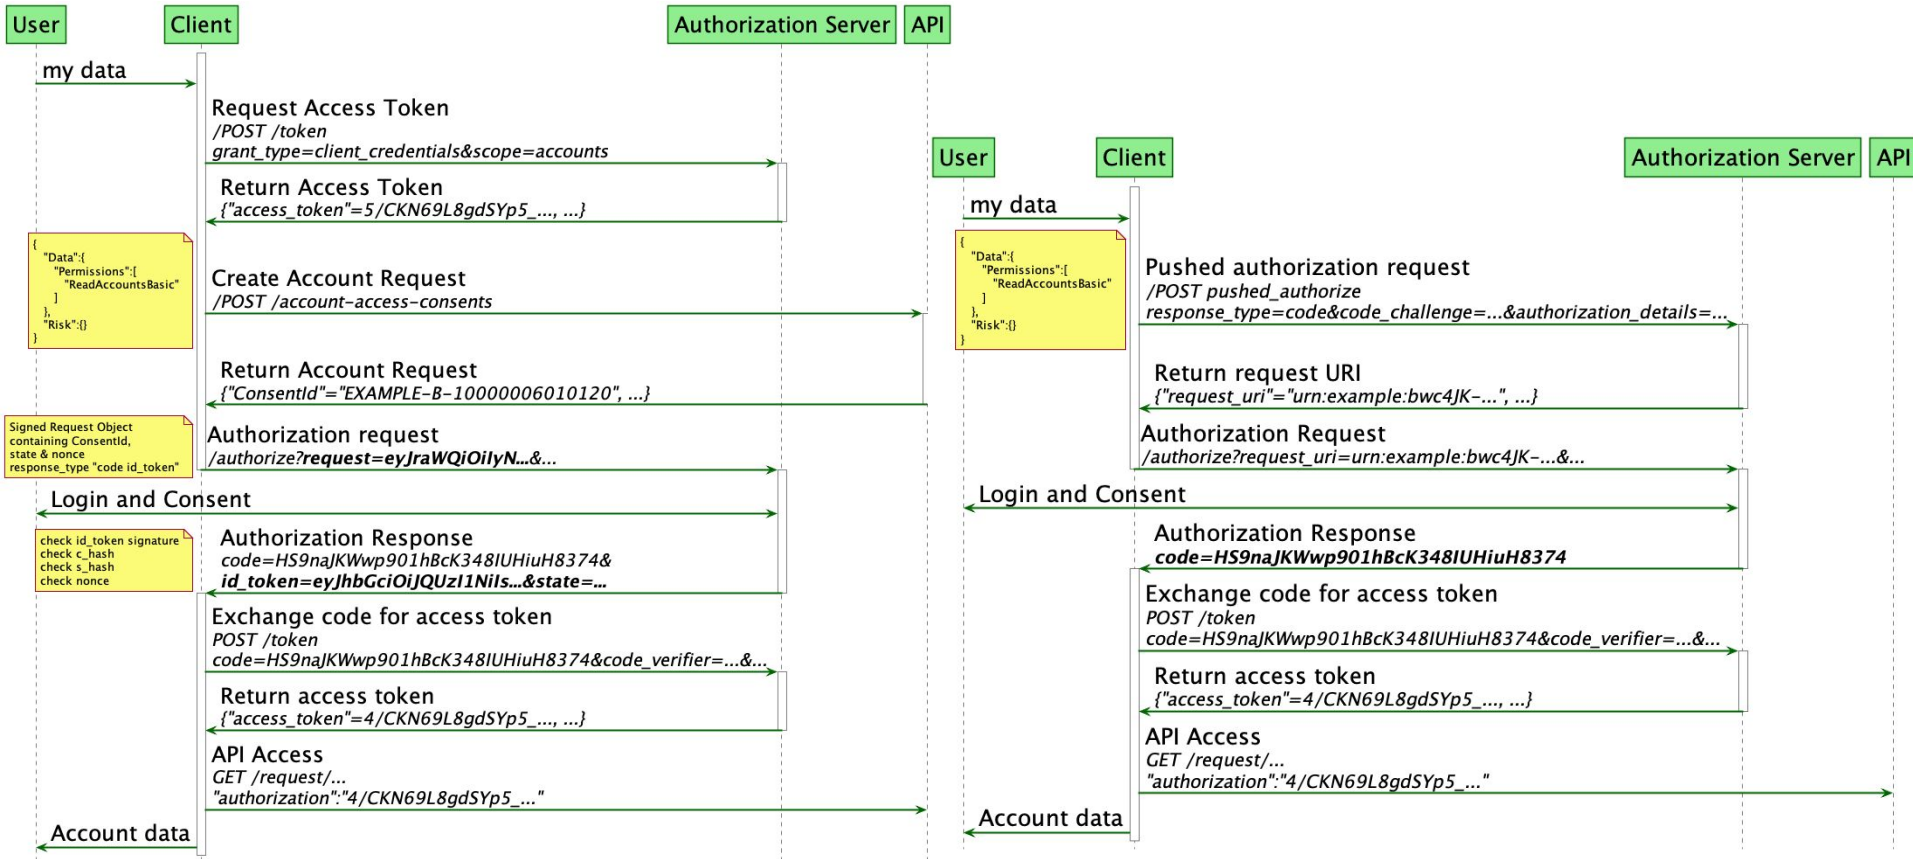 User
Client
Authorization Server
API
my data
Request Access Token
/POST /token
grant_type=client_credentials&scope=accounts
Return Access Token
{"access_token"=5/CKN69L8gdSYp5_..., ...}
{
"Data":{
"Permissions":[
"ReadAccountsBasic"
]
},
"Risk":{}
}
Create Account Request
/POST /account-access-consents
Return Account Request
{"ConsentId"="EXAMPLE-B-10000006010120", ...}
Signed Request Object
containing ConsentId,
state & nonce
response_type "code id_token"
Authorization request
/authorize?request=eyJraWQiOiIyN...&...
Login and Consent
check id_token signature
check c_hash
check s_hash
check nonce
Authorization Response
code=HS9naJKWwp901hBcK348IUHiuH8374&
id_token=eyJhbGciOiJQUzI1NiIs...&state=...
Exchange code for access token
POST /token
code=HS9naJKWwp901hBcK348IUHiuH8374&code_verifier=...&...
Return access token
{"access_token"=4/CKN69L8gdSYp5_..., ...}
API Access
GET /request/...
"authorization":"4/CKN69L8gdSYp5_..."
Account data
User
Client
Authorization Server
API
my data
{
"Data":{
"Permissions":[
"ReadAccountsBasic"
]
},
"Risk":{}
}
Pushed authorization request
/POST pushed_authorize
response_type=code&code_challenge=...&authorization_details=...
Return request URI
{"request_uri"="urn:example:bwc4JK-...", ...}
Authorization Request
/authorize?request_uri=urn:example:bwc4JK-...&...
Login and Consent
Authorization Response
code=HS9naJKWwp901hBcK348IUHiuH8374
Exchange code for access token
POST /token
code=HS9naJKWwp901hBcK348IUHiuH8374&code_verifier=...&...
Return access token
{"access_token"=4/CKN69L8gdSYp5_..., ...}
API Access
GET /request/...
"authorization":"4/CKN69L8gdSYp5_..."
Account data